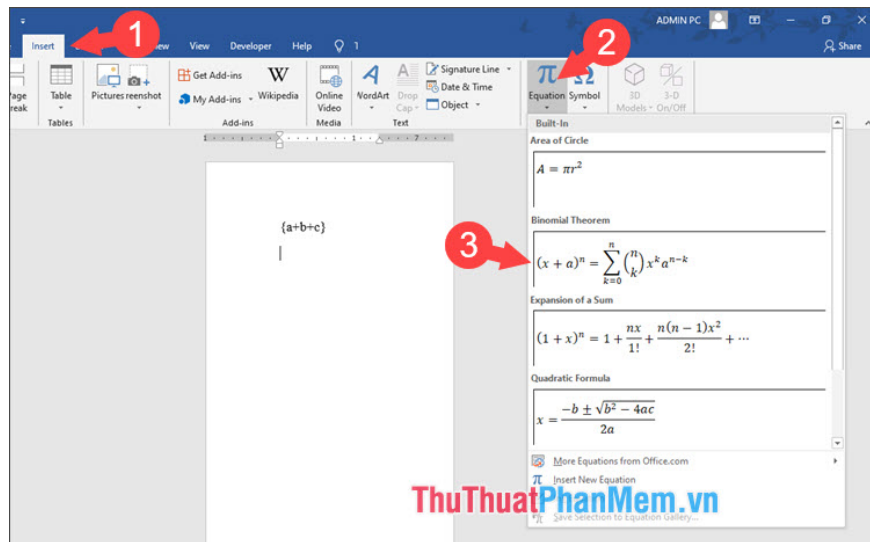 ADMIN PC
1
Insert
View Developer Help 1
Share
2
Table
Pictures
Get Add-ins
My Add-ins
Wikipedia
Online Video
WordArt
Drop Cap
Signature Line
Date & Time
Object
Equation Symbol
3D Models
3-D On/Off
Tables Add-ins Media Text
Built-In
Area of Circle
A = πr²
{a+b+c}
Binomial Theorem
3
(x + a)ⁿ = ∑ₖ₌₀ⁿ (n k) xᵏaⁿ⁻ᵏ
Expansion of a Sum
(1 + x)ⁿ = 1 + nx/1! + n(n − 1)x²/2! + ⋯
Quadratic Formula
x = (−b ± √(b² − 4ac))/2a
More Equations from Office.com
Insert New Equation
ThuThuatPhanMem.vn
Save Selection to Equation Gallery...